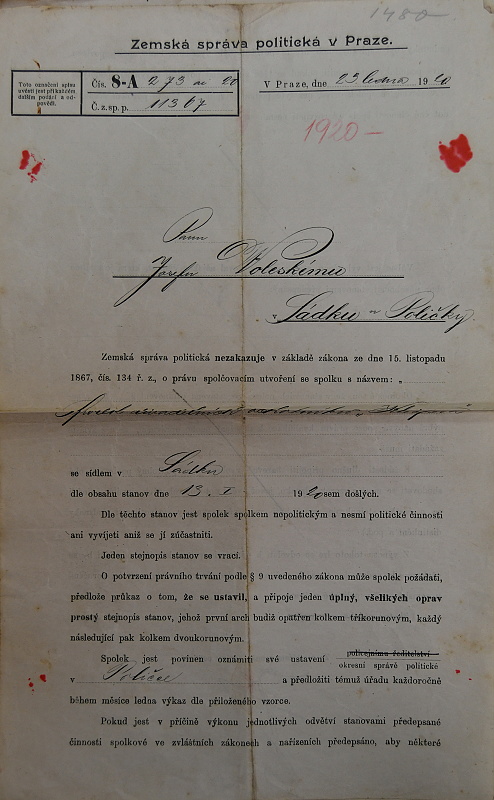 1480
Zemská správa politická v Praze.
Toto označení spisu
uvésti jest při každém
dalším podání a od-
povědi.
Čís. 8-A 273 ai 20
Č. z. sp. p. 11367
V Praze, dne 23 ledna 1920
1920-
Panu
Josefu Voleskému
v Sádku u Poličky.
Zemská správa politická nezakazuje v základě zákona ze dne 15. listopadu
1867, čís. 134 ř. z., o právu spolčovacím utvoření se spolku s názvem: „
se sídlem v Sádku
dle obsahu stanov dne 13. I. 1920 sem došlých.
Dle těchto stanov jest spolek spolkem nepolitickým a nesmí politické činnosti
ani vyvíjeti aniž se jí zúčastniti.
Jeden stejnopis stanov se vrací.
O potvrzení právního trvání podle § 9 uvedeného zákona může spolek požádati,
předlože průkaz o tom, že se ustavil, a připoje jeden úplný, všelikých oprav
prostý stejnopis stanov, jehož první arch budiž opatřen kolkem tříkorunovým, každý
následující pak kolkem dvoukorunovým.
Spolek jest povinen oznámiti své ustavení policejnímu ředitelství
okresní správě politické
v Poličce a předložiti témuž úřadu každoročně
během měsíce ledna výkaz dle přiloženého vzorce.
Pokud jest v příčině výkonu jednotlivých odvětví stanovami předepsané
činnosti spolkové ve zvláštních zákonech a nařízeních předepsáno, aby některé